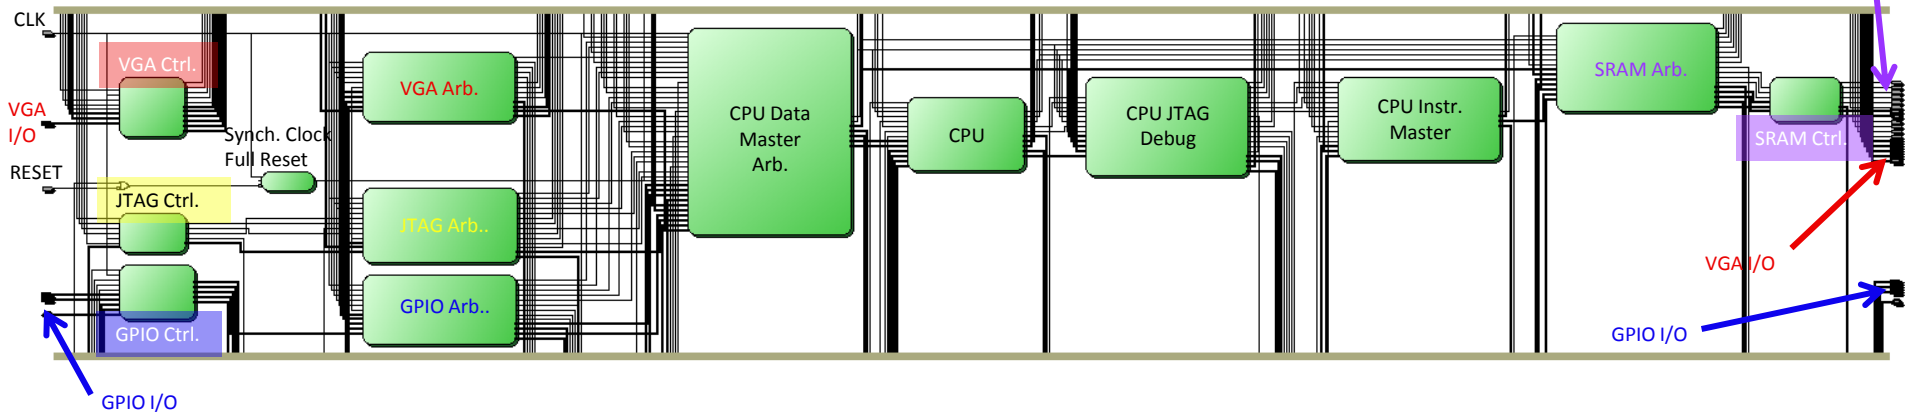 CLK
VGA Ctrl.
VGA
I/O
Synch. Clock
Full Reset
RESET
JTAG Ctrl.
GPIO Ctrl.
GPIO I/O
VGA Arb.
JTAG Arb..
GPIO Arb..
CPU Data
Master
Arb.
CPU
CPU JTAG
Debug
CPU Instr.
Master
SRAM Arb.
SRAM Ctrl.
VGA I/O
GPIO I/O